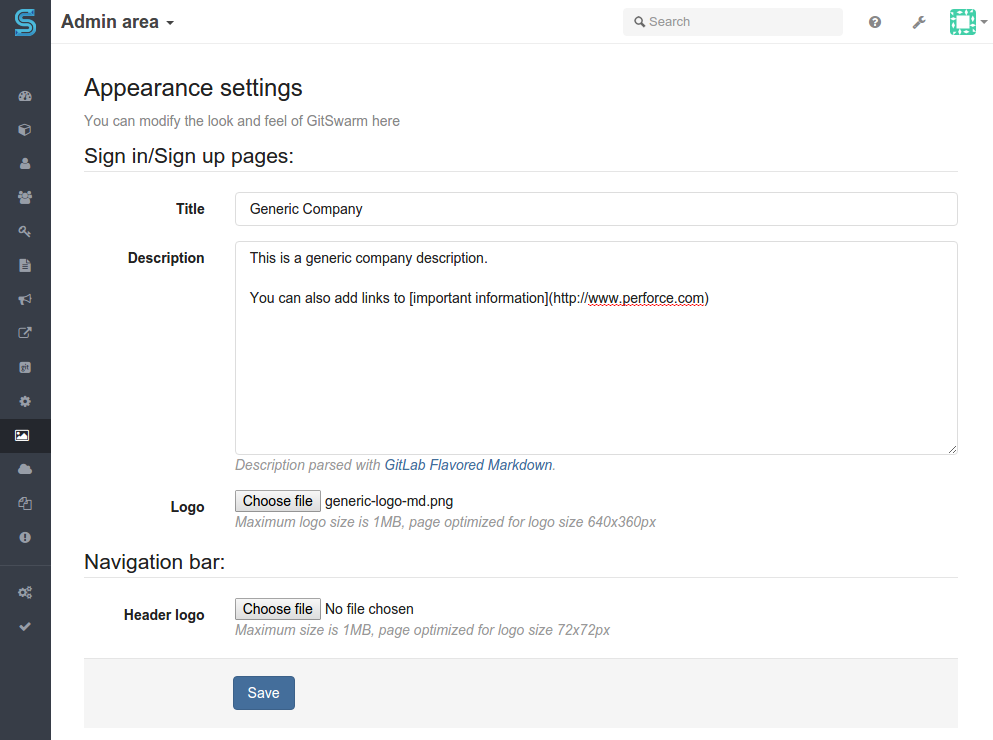 Admin area
Search
Appearance settings
You can modify the look and feel of GitSwarm here
Sign in/Sign up pages:
Title
Generic Company
Description
This is a generic company description.
You can also add links to [important information](http://www.perforce.com)
Description parsed with GitLab Flavored Markdown.
Logo
Choose file generic-logo-md.png
Maximum logo size is 1MB, page optimized for logo size 640x360px
Navigation bar:
Header logo
Choose file No file chosen
Maximum size is 1MB, page optimized for logo size 72x72px
Save